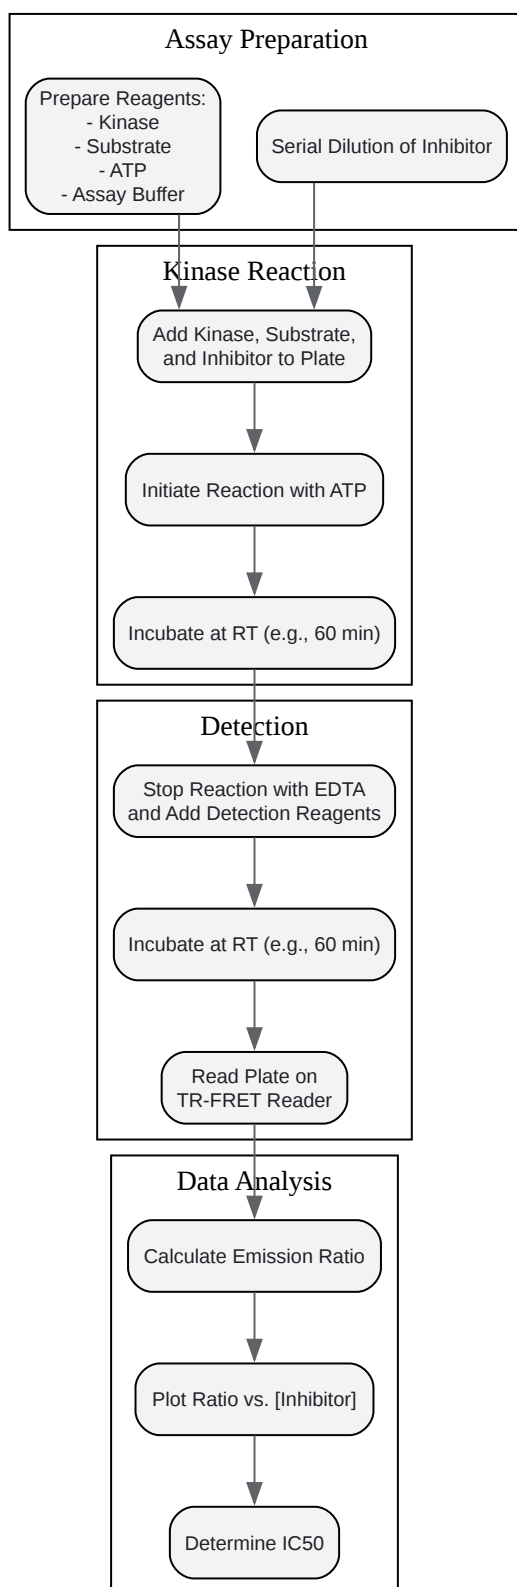 Assay Preparation
Prepare Reagents:
- Kinase
- Substrate
- ATP
- Assay Buffer
Serial Dilution of Inhibitor
Kinase Reaction
Add Kinase, Substrate,
and Inhibitor to Plate
Initiate Reaction with ATP
Incubate at RT (e.g., 60 min)
Detection
Stop Reaction with EDTA
and Add Detection Reagents
Incubate at RT (e.g., 60 min)
Read Plate on
TR-FRET Reader
Data Analysis
Calculate Emission Ratio
Plot Ratio vs. [Inhibitor]
Determine IC50